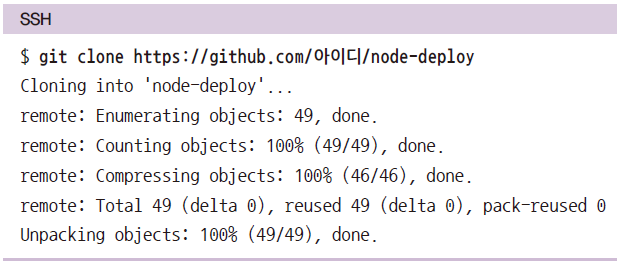 SSH
$ git clone https://github.com/아이디/node-deploy
Cloning into 'node-deploy'...
remote: Enumerating objects: 49, done.
remote: Counting objects: 100% (49/49), done.
remote: Compressing objects: 100% (46/46), done.
remote: Total 49 (delta 0), reused 49 (delta 0), pack-reused 0
Unpacking objects: 100% (49/49), done.